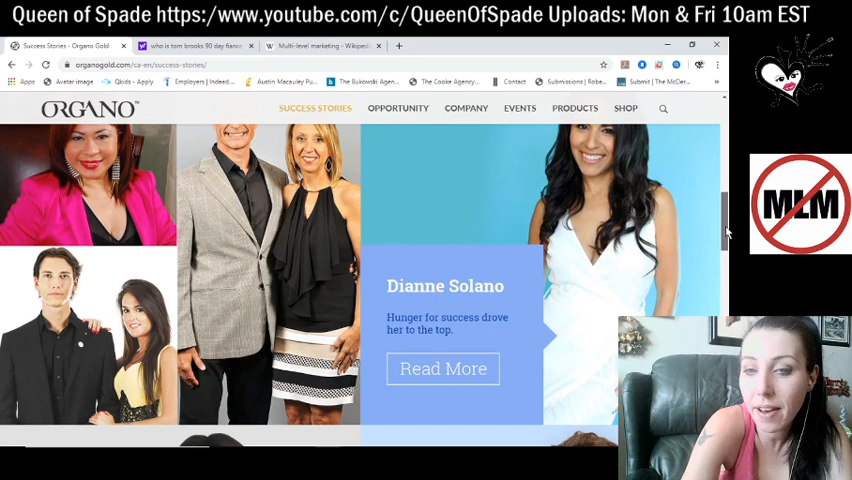 Queen of Spade https:/www.youtube.com/c/QueenOfSpade Uploads: Mon & Fri 10am EST
Success Stories - Organo Gold
who is tom brooks 90 day fianc
Multi-level marketing - Wikiped
organogold.com/ca-en/success-stories/
Apps
Avatar image
Qkids - Apply
Employers | Indeed...
Austin Macauley Pu...
The Bukowski Agen...
The Cooke Agency...
Contact
Submissions | Robe...
Submit | The McDer...
ORGANO
SUCCESS STORIES
OPPORTUNITY
COMPANY
EVENTS
PRODUCTS
SHOP
MLM
Dianne Solano
Hunger for success drove
her to the top.
Read More